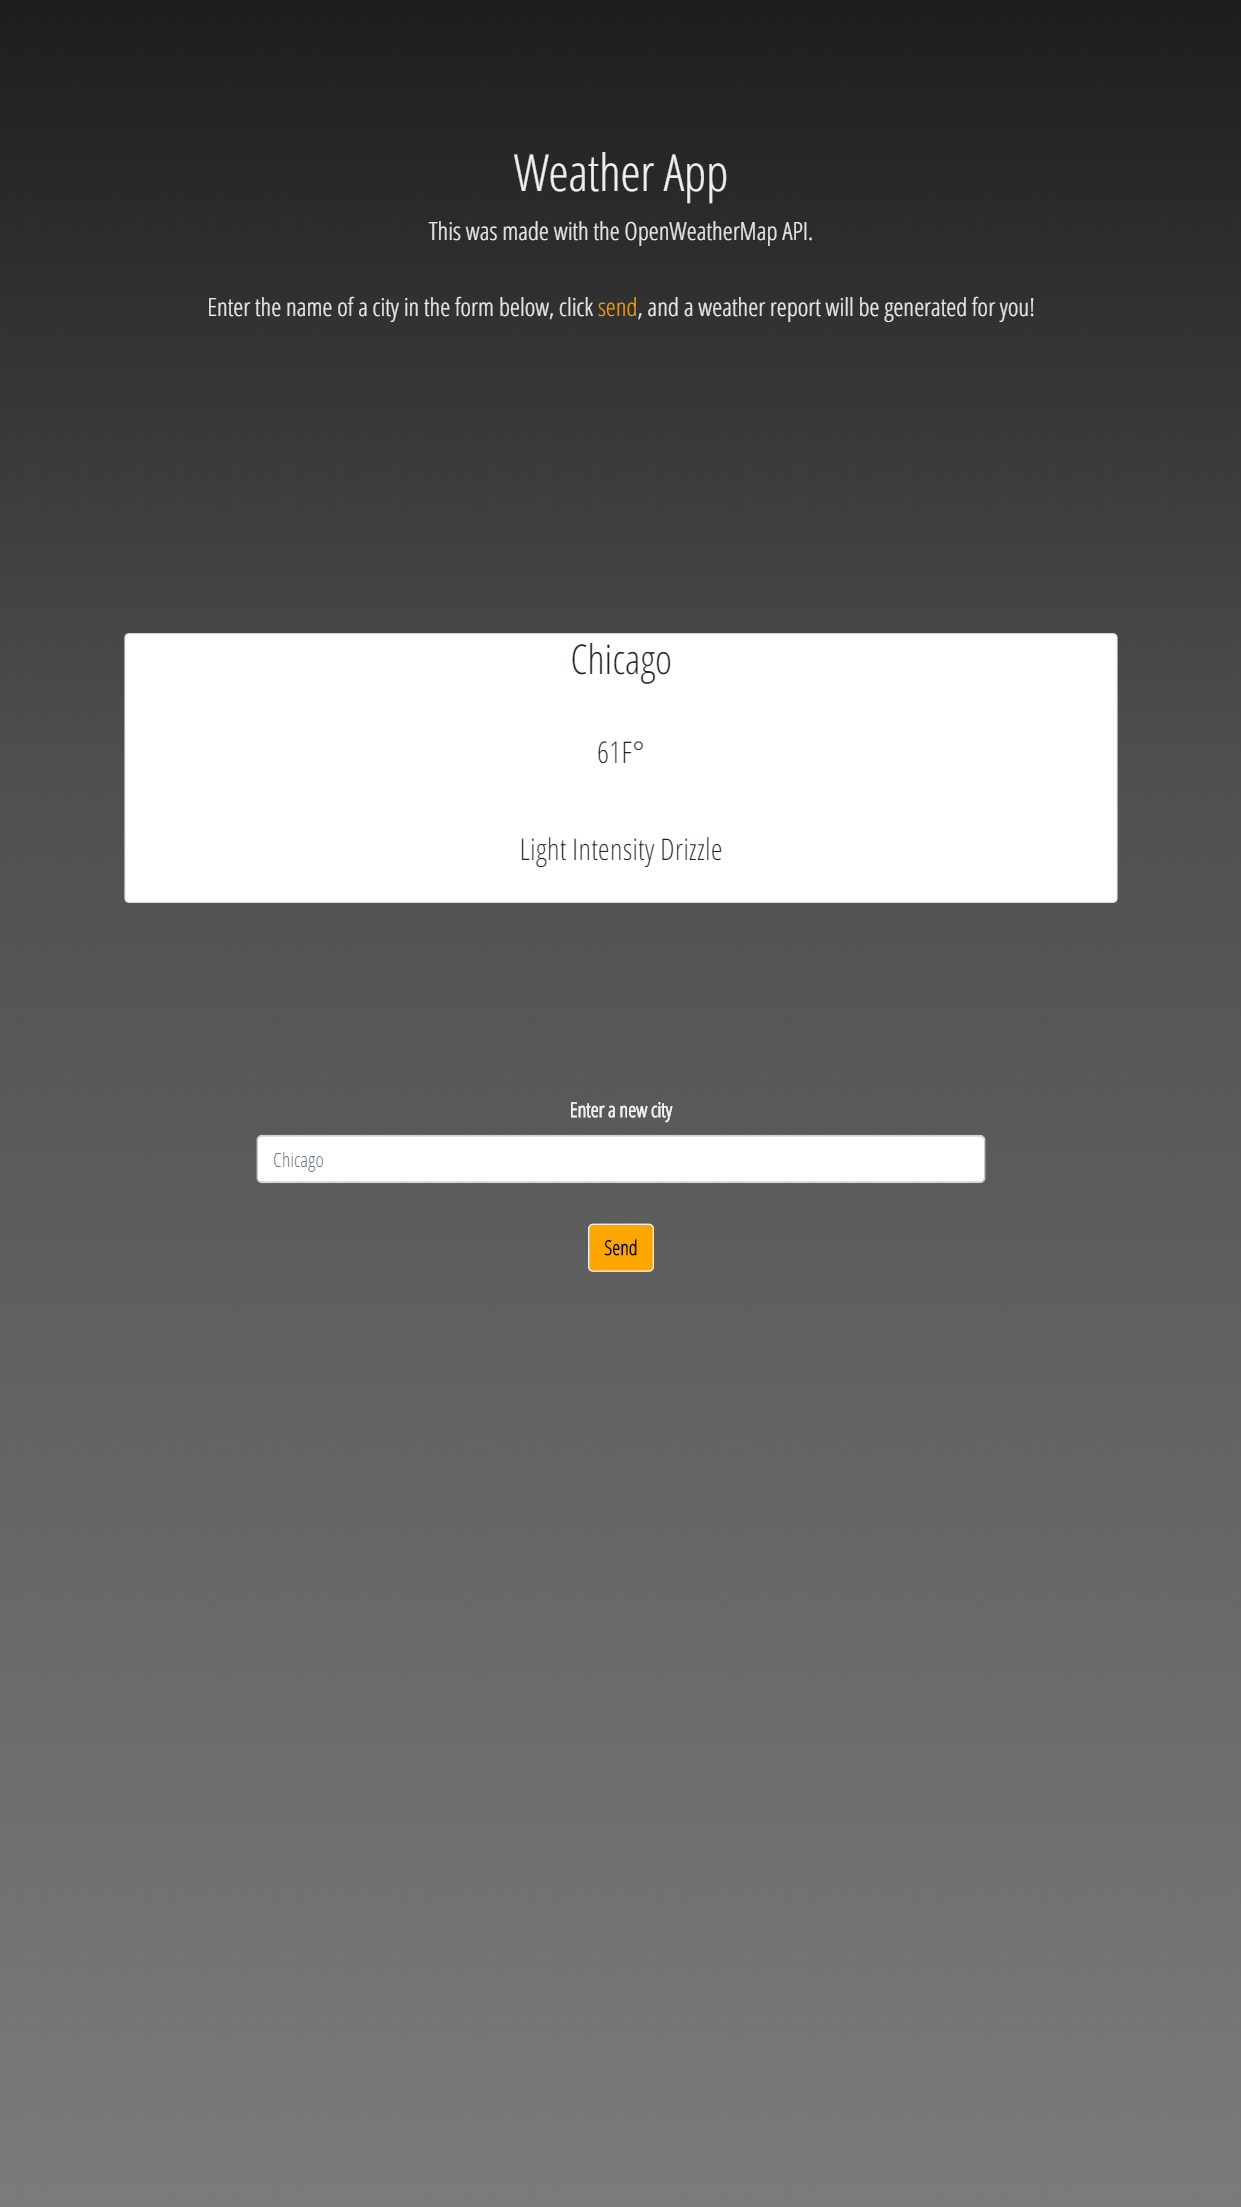 Weather App
This was made with the OpenWeatherMap API.
Enter the name of a city in the form below, click send, and a weather report will be generated for you!
Chicago
61F°
Light Intensity Drizzle
Enter a new city
Chicago
Send